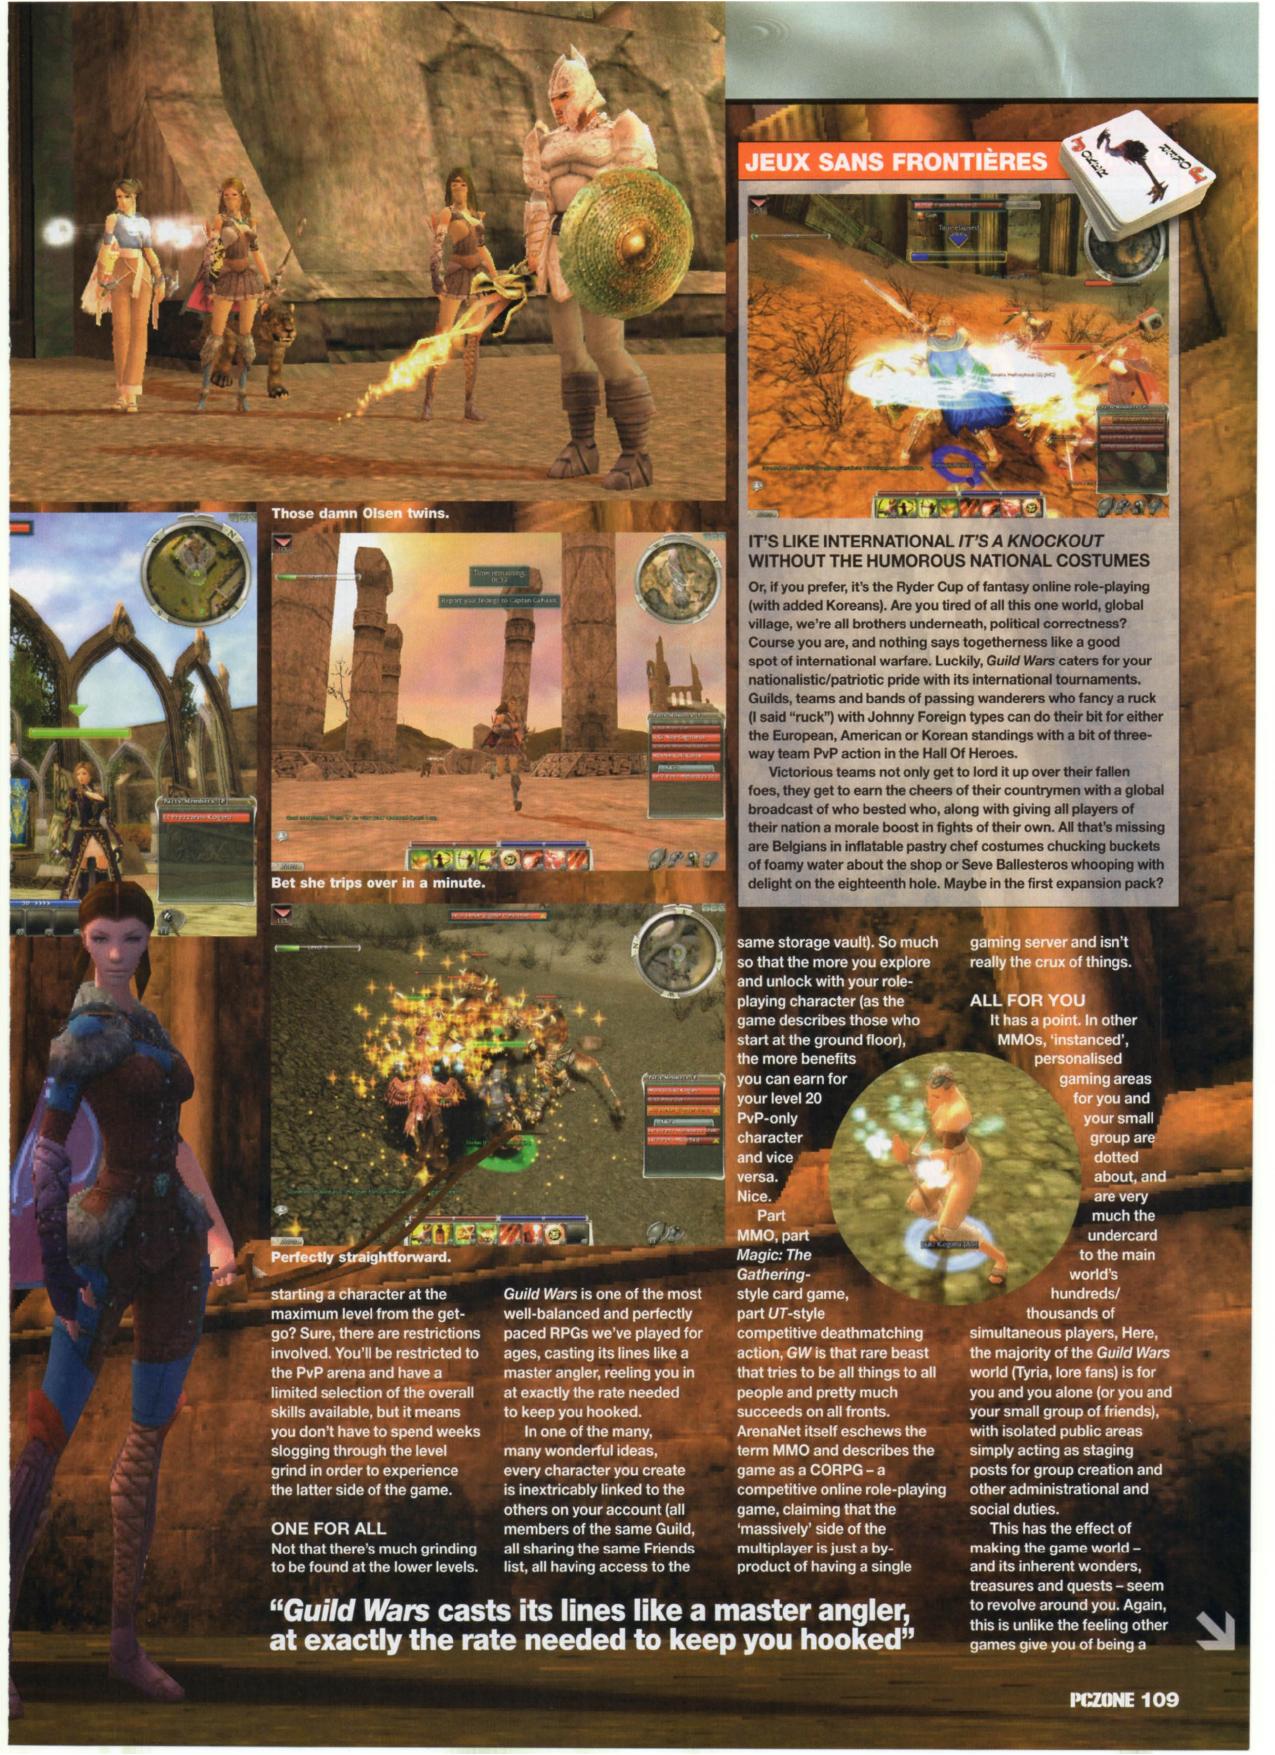 Those damn Olsen twins.
Bet she trips over in a minute.
Perfectly straightforward.
starting a character at the
maximum level from the get-
go? Sure, there are restrictions
involved. You'll be restricted to
the PvP arena and have a
limited selection of the overall
skills available, but it means
you don't have to spend weeks
slogging through the level
grind in order to experience
the latter side of the game.
ONE FOR ALL
Not that there's much grinding
to be found at the lower levels.
Guild Wars is one of the most
well-balanced and perfectly
paced RPGs we've played for
ages, casting its lines like a
master angler, reeling you in
at exactly the rate needed
to keep you hooked.
In one of the many,
many wonderful ideas,
every character you create
is inextricably linked to the
others on your account (all
members of the same Guild,
all sharing the same Friends
list, all having access to the
same storage vault). So much
so that the more you explore
and unlock with your role-
playing character (as the
game describes those who
start at the ground floor),
the more benefits
you can earn for
your level 20
PvP-only
character
and vice
versa.
Nice.
Part
MMO, part
Magic: The
Gathering-
style card game,
part UT-style
competitive deathmatching
action, GW is that rare beast
that tries to be all things to all
people and pretty much
succeeds on all fronts.
ArenaNet itself eschews the
term MMO and describes the
game as a CORPG – a
competitive online role-playing
game, claiming that the
'massively' side of the
multiplayer is just a by-
product of having a single
gaming server and isn't
really the crux of things.
ALL FOR YOU
It has a point. In other
MMOs, 'instanced',
personalised
gaming areas
for you and
your small
group are
dotted
about, and
are very
much the
undercard
to the main
world's
hundreds/
thousands of
simultaneous players, Here,
the majority of the Guild Wars
world (Tyria, lore fans) is for
you and you alone (or you and
your small group of friends),
with isolated public areas
simply acting as staging
posts for group creation and
other administrational and
social duties.
This has the effect of
making the game world –
and its inherent wonders,
treasures and quests – seem
to revolve around you. Again,
this is unlike the feeling other
games give you of being a
"Guild Wars casts its lines like a master angler,
at exactly the rate needed to keep you hooked"
JEUX SANS FRONTIÈRES
IT'S LIKE INTERNATIONAL IT'S A KNOCKOUT
WITHOUT THE HUMOROUS NATIONAL COSTUMES
Or, if you prefer, it's the Ryder Cup of fantasy online role-playing
(with added Koreans). Are you tired of all this one world, global
village, we're all brothers underneath, political correctness?
Course you are, and nothing says togetherness like a good
spot of international warfare. Luckily, Guild Wars caters for your
nationalistic/patriotic pride with its international tournaments.
Guilds, teams and bands of passing wanderers who fancy a ruck
(I said "ruck") with Johnny Foreign types can do their bit for either
the European, American or Korean standings with a bit of three-
way team PvP action in the Hall Of Heroes.
Victorious teams not only get to lord it up over their fallen
foes, they get to earn the cheers of their countrymen with a global
broadcast of who bested who, along with giving all players of
their nation a morale boost in fights of their own. All that's missing
are Belgians in inflatable pastry chef costumes chucking buckets
of foamy water about the shop or Seve Ballesteros whooping with
delight on the eighteenth hole. Maybe in the first expansion pack?
Time elapsed
Time remaining
Report your findings to Captain
Party Members
PCZONE 109